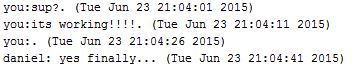 you:sup?. (Tue Jun 23 21:04:01 2015)
you:its working!!!!. (Tue Jun 23 21:04:11 2015)
you:. (Tue Jun 23 21:04:26 2015)
daniel: yes finally... (Tue Jun 23 21:04:41 2015)